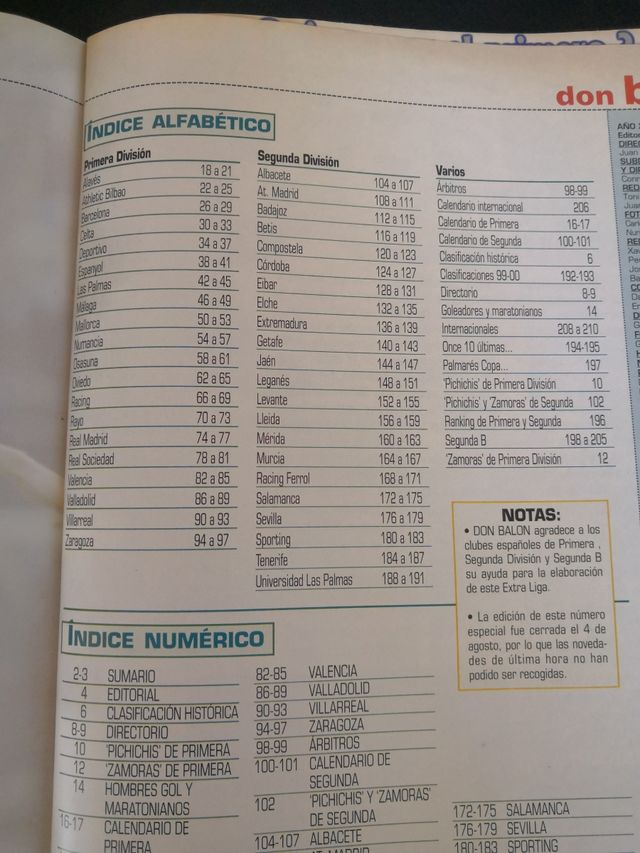 don b
ÍNDICE ALFABÉTICO
Primera División
Alavés 18 a 21
Athletic Bilbao 22 a 25
Barcelona 26 a 29
Celta 30 a 33
Deportivo 34 a 37
Espanyol 38 a 41
Las Palmas 42 a 45
Málaga 46 a 49
Mallorca 50 a 53
Numancia 54 a 57
Osasuna 58 a 61
Oviedo 62 a 65
Racing 66 a 69
Rayo 70 a 73
Real Madrid 74 a 77
Real Sociedad 78 a 81
Valencia 82 a 85
Valladolid 86 a 89
Villarreal 90 a 93
Zaragoza 94 a 97
Segunda División
Albacete 104 a 107
At. Madrid 108 a 111
Badajoz 112 a 115
Betis 116 a 119
Compostela 120 a 123
Córdoba 124 a 127
Eibar 128 a 131
Elche 132 a 135
Extremadura 136 a 139
Getafe 140 a 143
Jaén 144 a 147
Leganés 148 a 151
Levante 152 a 155
Lleida 156 a 159
Mérida 160 a 163
Murcia 164 a 167
Racing Ferrol 168 a 171
Salamanca 172 a 175
Sevilla 176 a 179
Sporting 180 a 183
Tenerife 184 a 187
Universidad Las Palmas 188 a 191
Varios
Árbitros 98-99
Calendario internacional 206
Calendario de Primera 16-17
Calendario de Segunda 100-101
Clasificación histórica 6
Clasificaciones 99-00 192-193
Directorio 8-9
Goleadores y maratonianos 14
Internacionales 208 a 210
Once 10 últimas... 194-195
Palmarés Copa... 197
'Pichichis' de Primera División 10
'Pichichis' y 'Zamoras' de Segunda 102
Ranking de Primera y Segunda 196
Segunda B 198 a 205
'Zamoras' de Primera División 12
NOTAS:
• DON BALON agradece a los
clubes españoles de Primera ,
Segunda División y Segunda B
su ayuda para la elaboración
de este Extra Liga.
• La edición de este número
especial fue cerrada el 4 de
agosto, por lo que las noveda-
des de última hora no han
podido ser recogidas.
ÍNDICE NUMÉRICO
2-3 SUMARIO
4 EDITORIAL
6 CLASIFICACIÓN HISTÓRICA
8-9 DIRECTORIO
10 'PICHICHIS' DE PRIMERA
12 'ZAMORAS' DE PRIMERA
14 HOMBRES GOL Y
MARATONIANOS
16-17 CALENDARIO DE
PRIMERA
82-85 VALENCIA
86-89 VALLADOLID
90-93 VILLARREAL
94-97 ZARAGOZA
98-99 ÁRBITROS
100-101 CALENDARIO DE
SEGUNDA
102 'PICHICHIS' Y 'ZAMORAS'
DE SEGUNDA
104-107 ALBACETE
AT. MADRID
172-175 SALAMANCA
176-179 SEVILLA
180-183 SPORTING
AÑO
Editor
DIREC
Juan